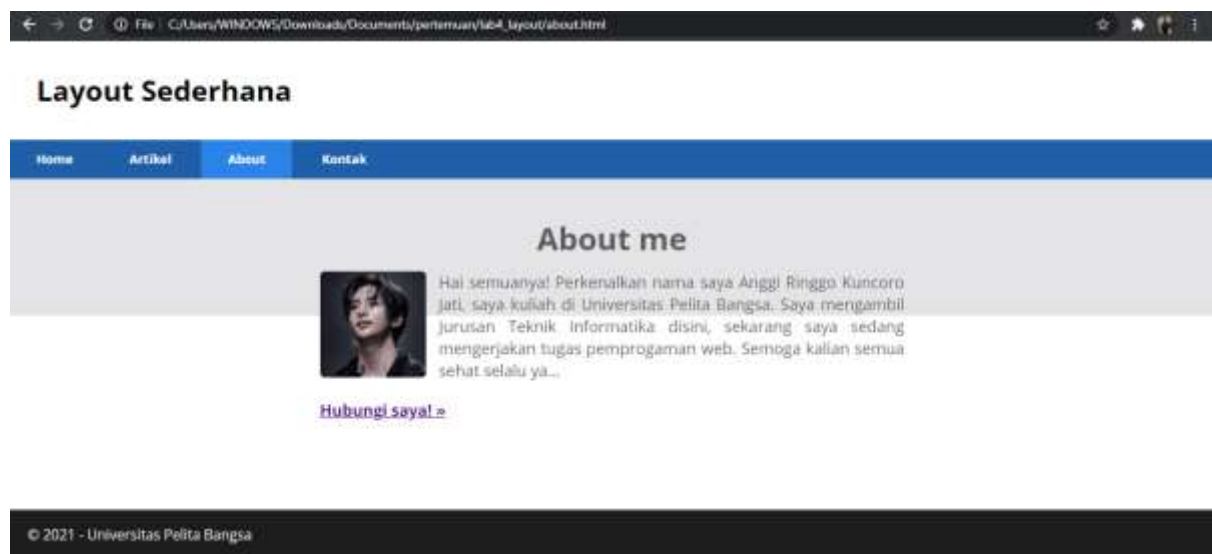 File C:/Users/WINDOWS/Downloads/Documents/pertemuan/lab4_layout/about.html
Layout Sederhana
Home Artikel About Kontak
About me
Hai semuanya! Perkenalkan nama saya Anggi Ringgo Kuncoro
Jati, saya kuliah di Universitas Pelita Bangsa. Saya mengambil
Jurusan Teknik Informatika disini, sekarang saya sedang
mengerjakan tugas pemprogaman web. Semoga kalian semua
sehat selalu ya...
Hubungi saya! »
© 2021 - Universitas Pelita Bangsa